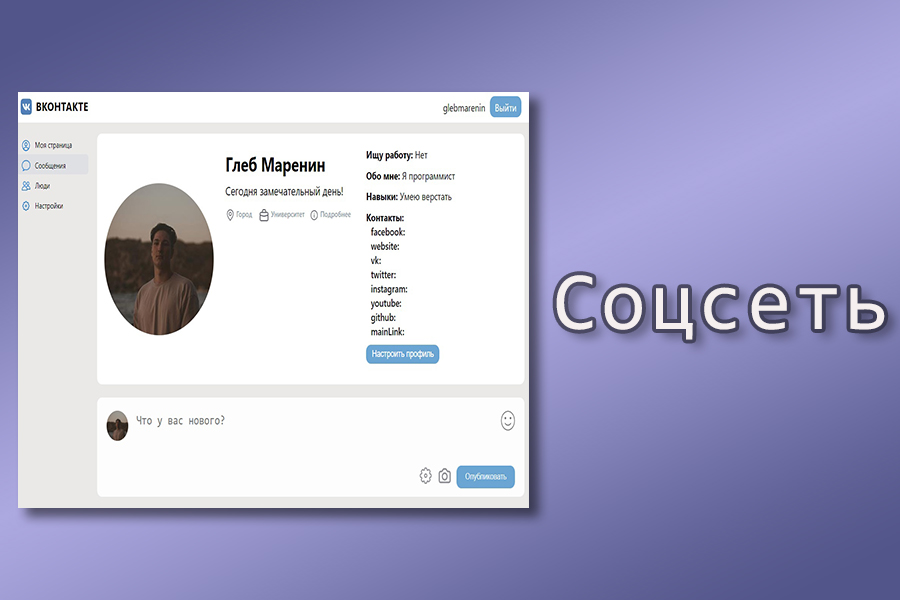 ВКОНТАКТЕ
glebmarenin Выйти
Моя страница
Сообщения
Люди
Настройки
Глеб Маренин
Сегодня замечательный день!
Город Университет Подробнее
Ищу работу: Нет
Обо мне: Я программист
Навыки: Умею верстать
Контакты:
facebook:
website:
vk:
twitter:
instagram:
youtube:
github:
mainLink:
Настроить профиль
Что у вас нового?
Опубликовать
Соцсеть